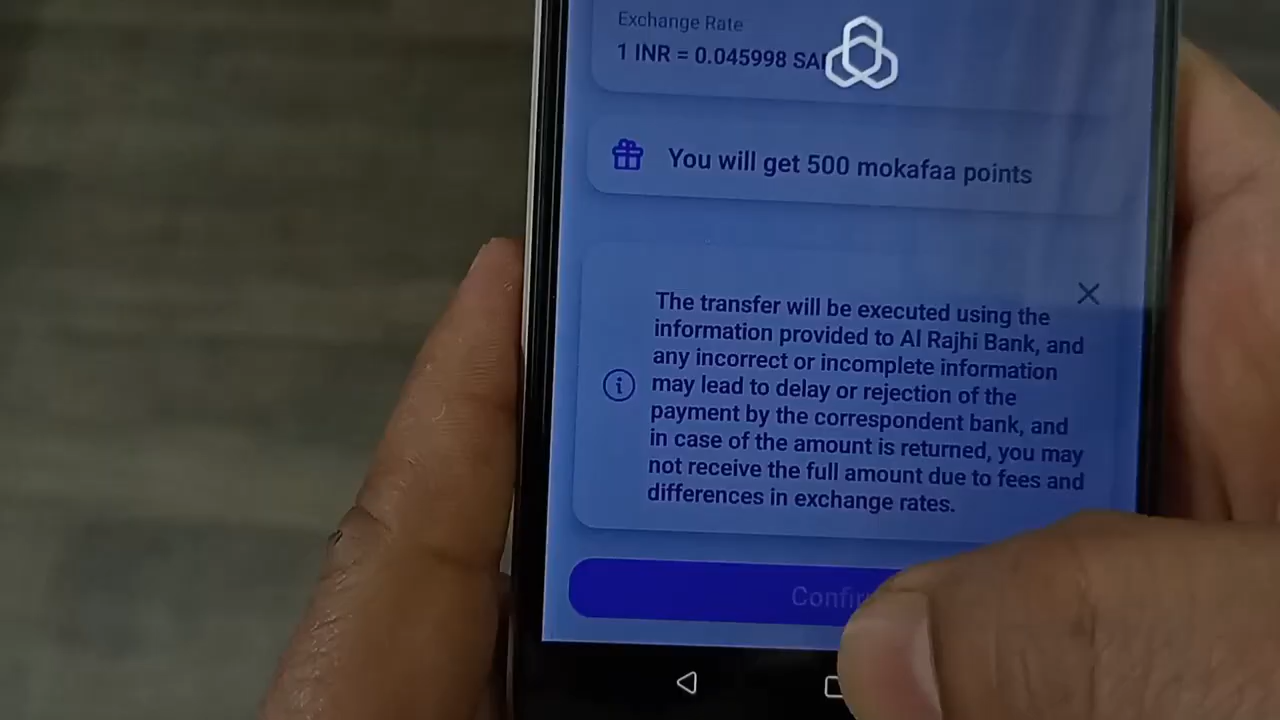 Exchange Rate
1 INR = 0.045998
You will get 500 mokafaa points
The transfer will be executed using the
information provided to Al Rajhi Bank, and
any incorrect or incomplete information
may lead to delay or rejection of the
payment by the correspondent bank, and
in case of the amount is returned, you may
not receive the full amount due to fees and
differences in exchange rates.